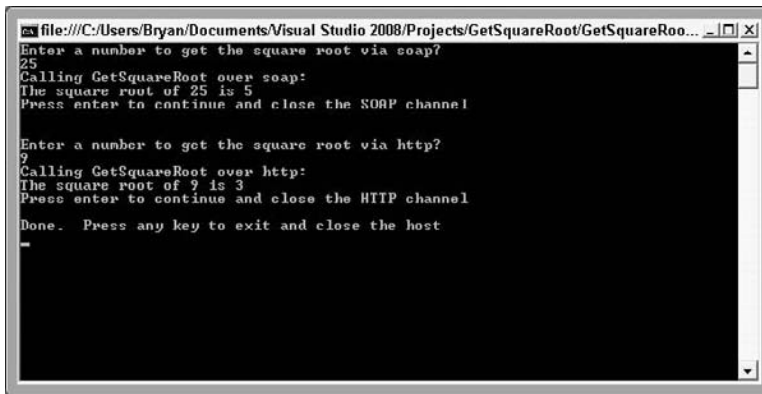 file:///C:/Users/Bryan/Documents/Visual Studio 2008/Projects/GetSquareRoot/GetSquareRoo...
Enter a number to get the square root via soap?
25
Calling GetSquareRoot over soap:
The square root of 25 is 5
Press enter to continue and close the SOAP channel
Enter a number to get the square root via http?
9
Calling GetSquareRoot over http:
The square root of 9 is 3
Press enter to continue and close the HTTP channel
Done. Press any key to exit and close the host